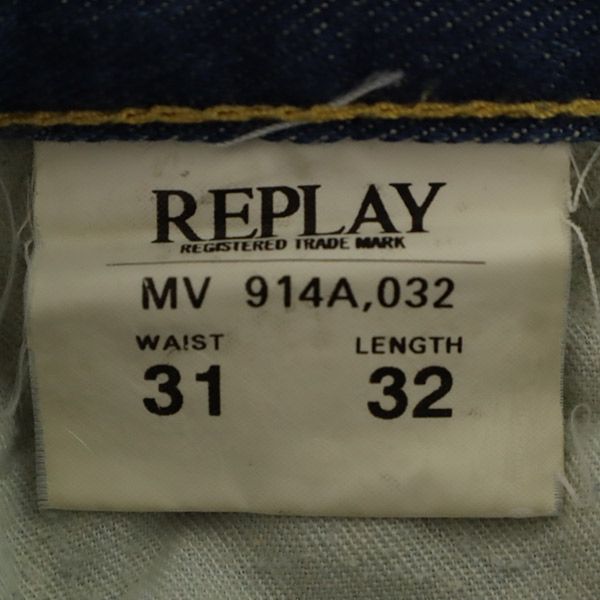 REPLAY
REGISTERED TRADE MARK
MV 914A,032
WAIST LENGTH
31 32